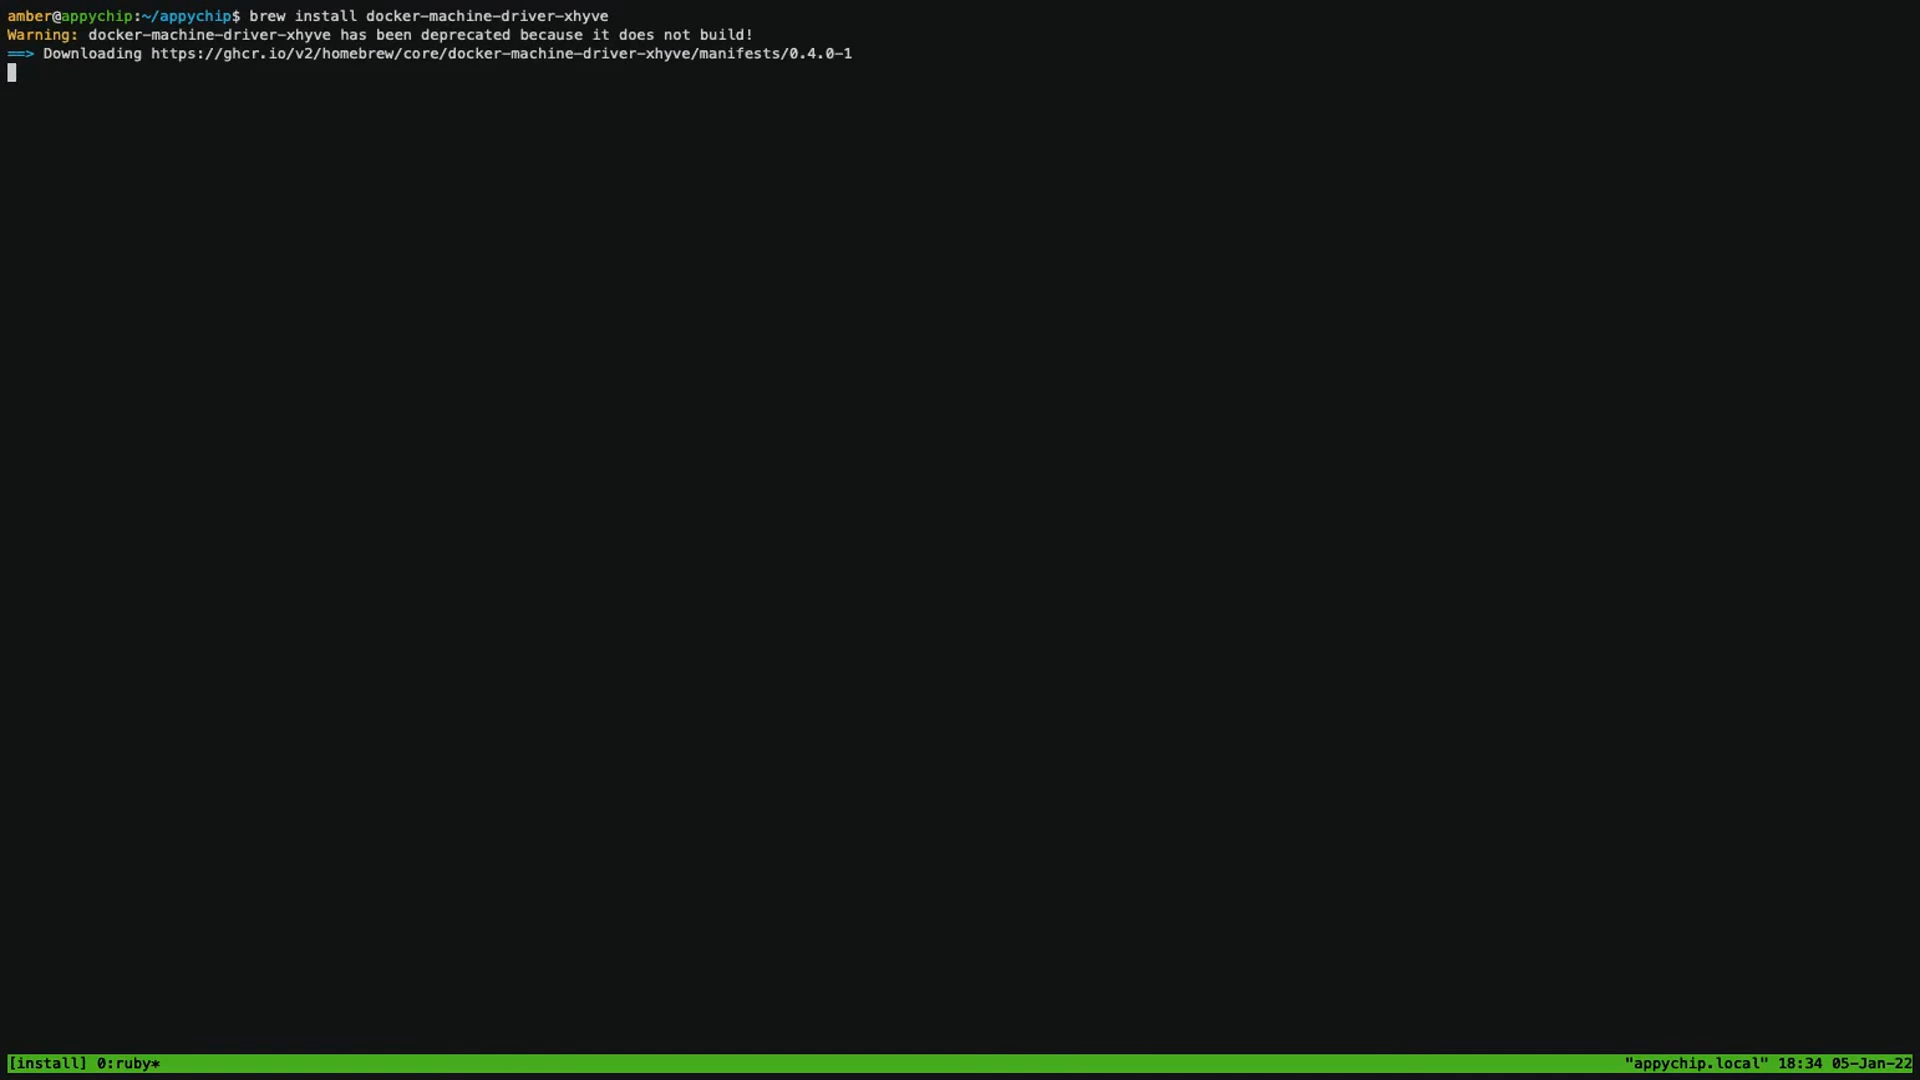 amber@appychip:~/appychip$ brew install docker-machine-driver-xhyve
Warning: docker-machine-driver-xhyve has been deprecated because it does not build!
==> Downloading https://ghcr.io/v2/homebrew/core/docker-machine-driver-xhyve/manifests/0.4.0-1
[install] 0:ruby* "appychip.local" 18:34 05-Jan-22